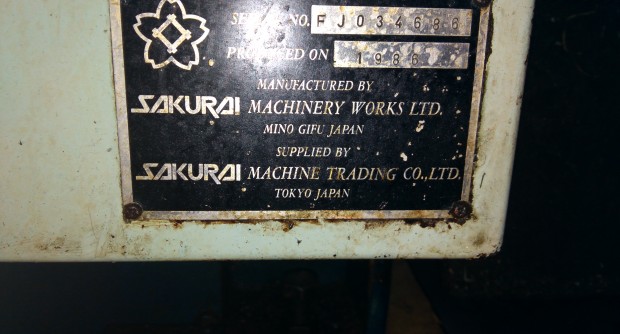 SERIAL NO. FJ034686
PRODUCED ON 1986
MANUFACTURED BY
SAKURAI MACHINERY WORKS LTD.
MINO GIFU JAPAN
SUPPLIED BY
SAKURAI MACHINE TRADING CO.,LTD.
TOKYO JAPAN